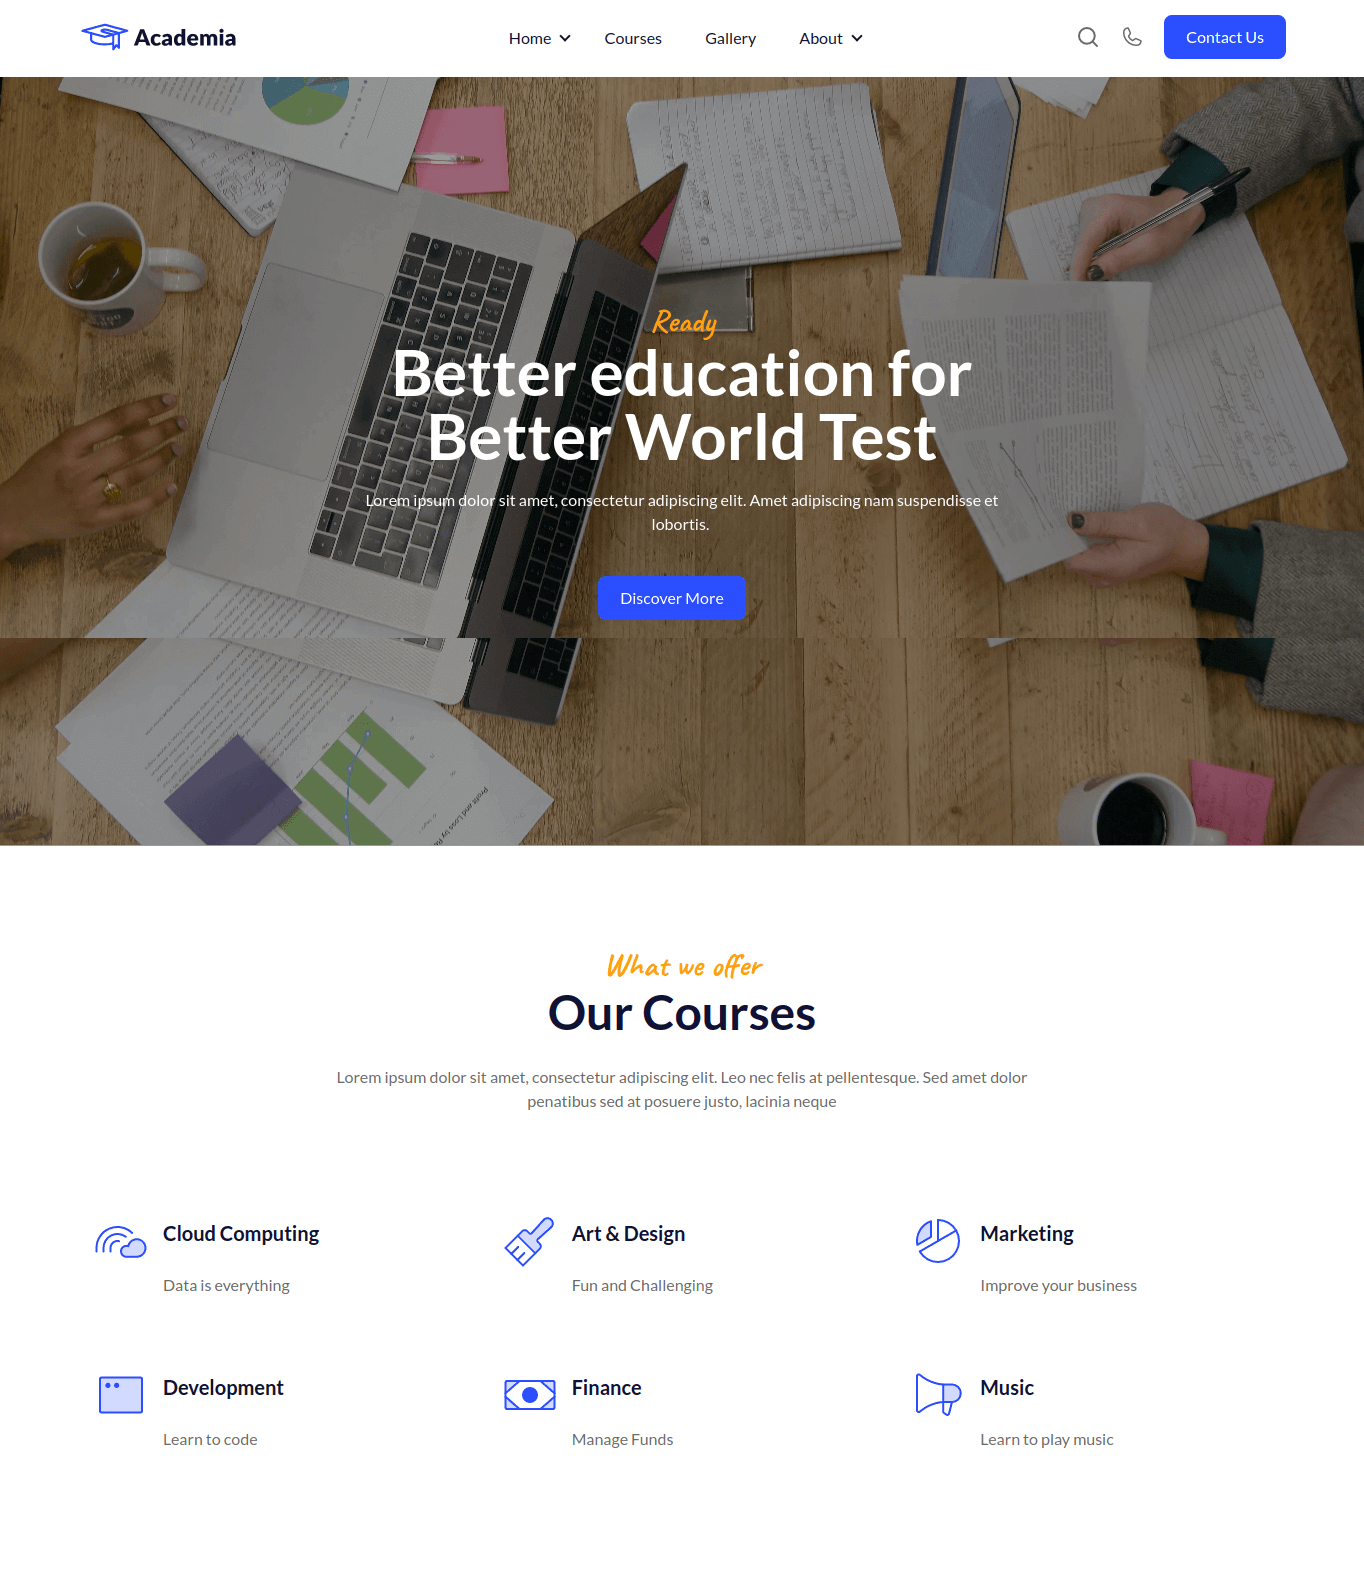 Academia
Home
Courses
Gallery
About
Contact Us
Ready
Better education for
Better World Test
Lorem ipsum dolor sit amet, consectetur adipiscing elit. Amet adipiscing nam suspendisse et
lobortis.
Discover More
What we offer
Our Courses
Lorem ipsum dolor sit amet, consectetur adipiscing elit. Leo nec felis at pellentesque. Sed amet dolor
penatibus sed at posuere justo, lacinia neque
Cloud Computing
Data is everything
Art & Design
Fun and Challenging
Marketing
Improve your business
Development
Learn to code
Finance
Manage Funds
Music
Learn to play music